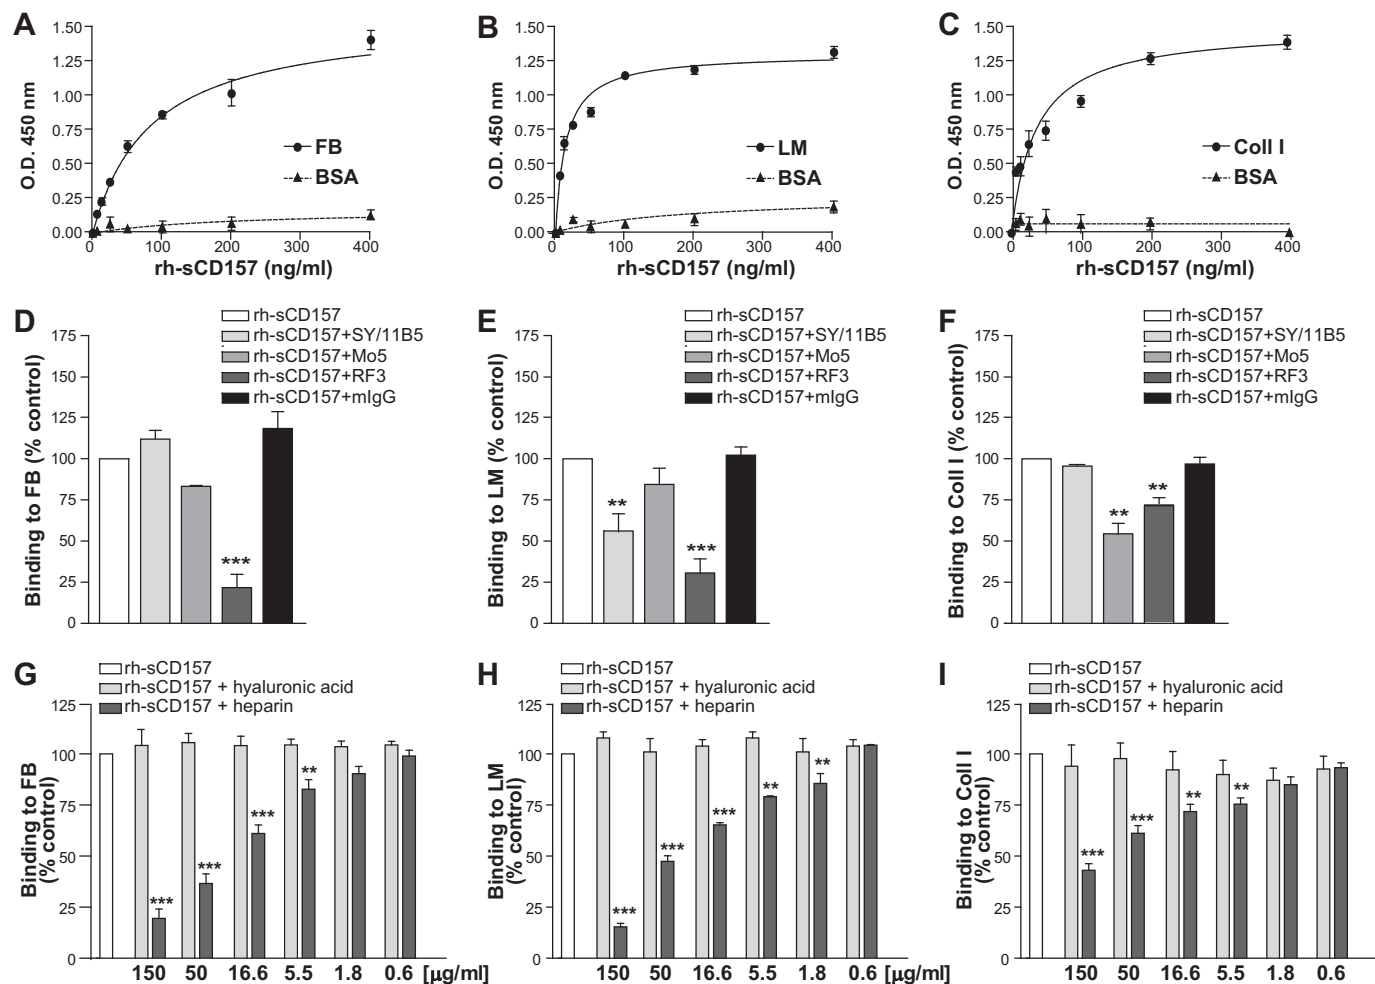 A
O.D. 450 nm
1.50
1.25
1.00
0.75
0.50
0.25
0.00
0 100 200 300 400
rh-sCD157 (ng/ml)
FB
BSA
B
O.D. 450 nm
1.50
1.25
1.00
0.75
0.50
0.25
0.00
0 100 200 300 400
rh-sCD157 (ng/ml)
LM
BSA
C
O.D. 450 nm
1.50
1.25
1.00
0.75
0.50
0.25
0.00
0 100 200 300 400
rh-sCD157 (ng/ml)
Coll I
BSA
D
Binding to FB (% control)
175
150
125
100
75
50
25
0
rh-sCD157
rh-sCD157+SY/11B5
rh-sCD157+Mo5
rh-sCD157+RF3
rh-sCD157+mIgG
***
E
Binding to LM (% control)
175
150
125
100
75
50
25
0
rh-sCD157
rh-sCD157+SY/11B5
rh-sCD157+Mo5
rh-sCD157+RF3
rh-sCD157+mIgG
**
***
F
Binding to Coll I (% control)
175
150
125
100
75
50
25
0
rh-sCD157
rh-sCD157+SY/11B5
rh-sCD157+Mo5
rh-sCD157+RF3
rh-sCD157+mIgG
**
**
G
Binding to FB
(% control)
125
100
75
50
25
0
rh-sCD157
rh-sCD157 + hyaluronic acid
rh-sCD157 + heparin
***
***
***
**
150 50 16.6 5.5 1.8 0.6 [µg/ml]
H
Binding to LM
(% control)
125
100
75
50
25
0
rh-sCD157
rh-sCD157 + hyaluronic acid
rh-sCD157 + heparin
***
***
***
**
**
150 50 16.6 5.5 1.8 0.6 [µg/ml]
I
Binding to Coll I
(% control)
125
100
75
50
25
0
rh-sCD157
rh-sCD157 + hyaluronic acid
rh-sCD157 + heparin
***
***
**
**
150 50 16.6 5.5 1.8 0.6